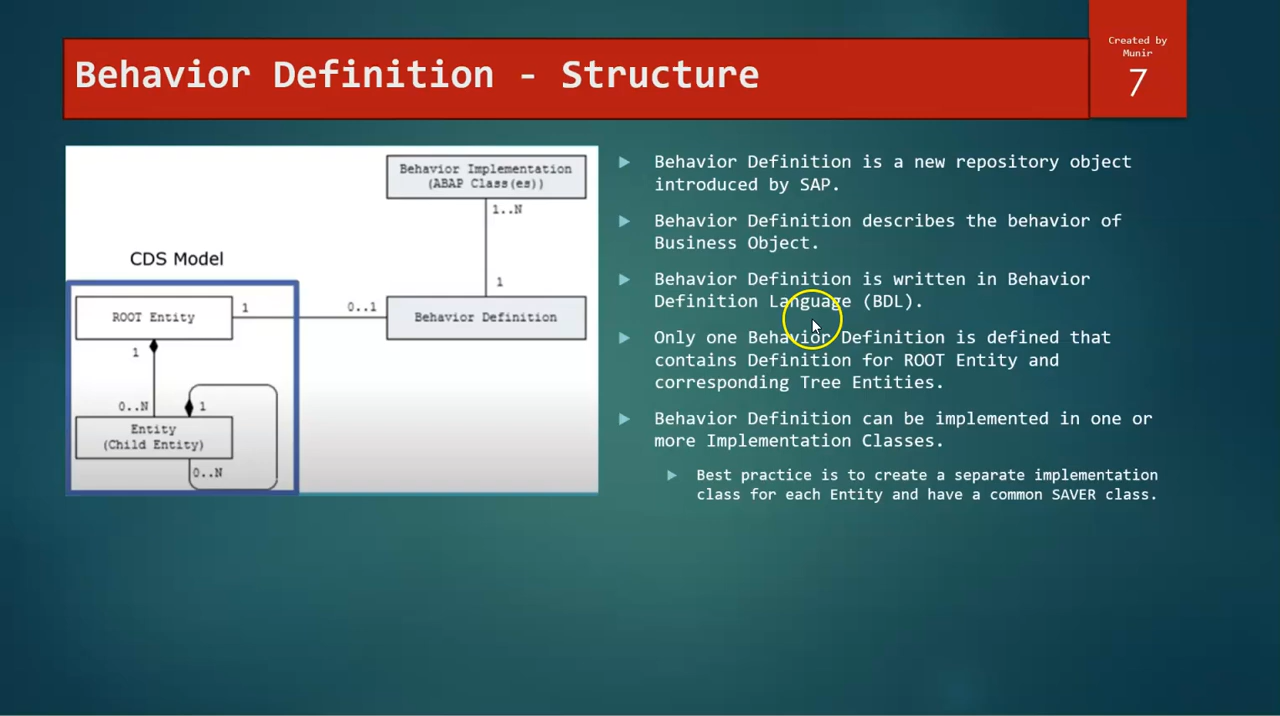 Created by
Munir
7
Behavior Definition - Structure
Behavior Implementation
(ABAP Class(es))
1..N
1
CDS Model
ROOT Entity
1
0..1
Behavior Definition
1
0..N
1
Entity
(Child Entity)
0..N
Behavior Definition is a new repository object
introduced by SAP.
Behavior Definition describes the behavior of
Business Object.
Behavior Definition is written in Behavior
Definition Language (BDL).
Only one Behavior Definition is defined that
contains Definition for ROOT Entity and
corresponding Tree Entities.
Behavior Definition can be implemented in one or
more Implementation Classes.
Best practice is to create a separate implementation
class for each Entity and have a common SAVER class.